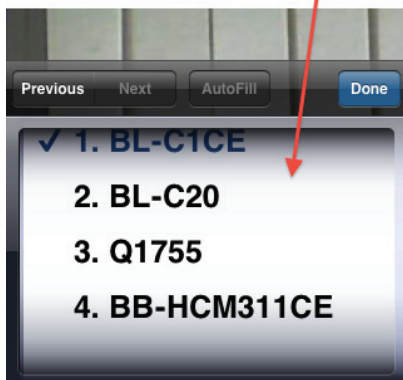 Previous Next AutoFill Done
✓ 1. BL-C1CE
2. BL-C20
3. Q1755
4. BB-HCM311CE